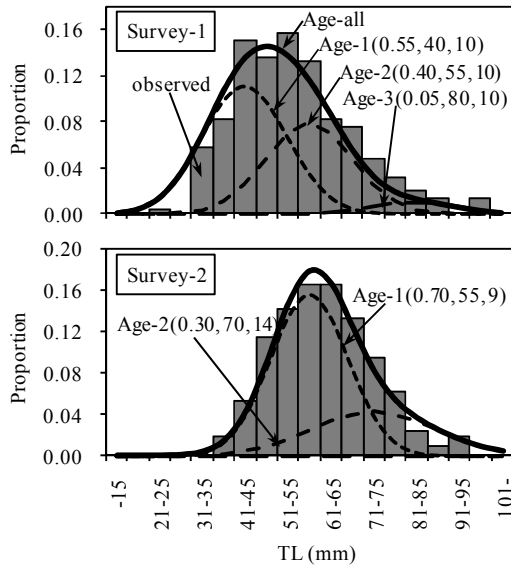 Survey-1
Age-all
Age-1(0.55,40,10)
Age-2(0.40,55,10)
Age-3(0.05,80,10)
observed
Proportion
0.16
0.12
0.08
0.04
0.00
Survey-2
Age-1(0.70,55,9)
Age-2(0.30,70,14)
Proportion
0.20
0.16
0.12
0.08
0.04
0.00
-15
21-25
31-35
41-45
51-55
61-65
71-75
81-85
91-95
101-
TL (mm)